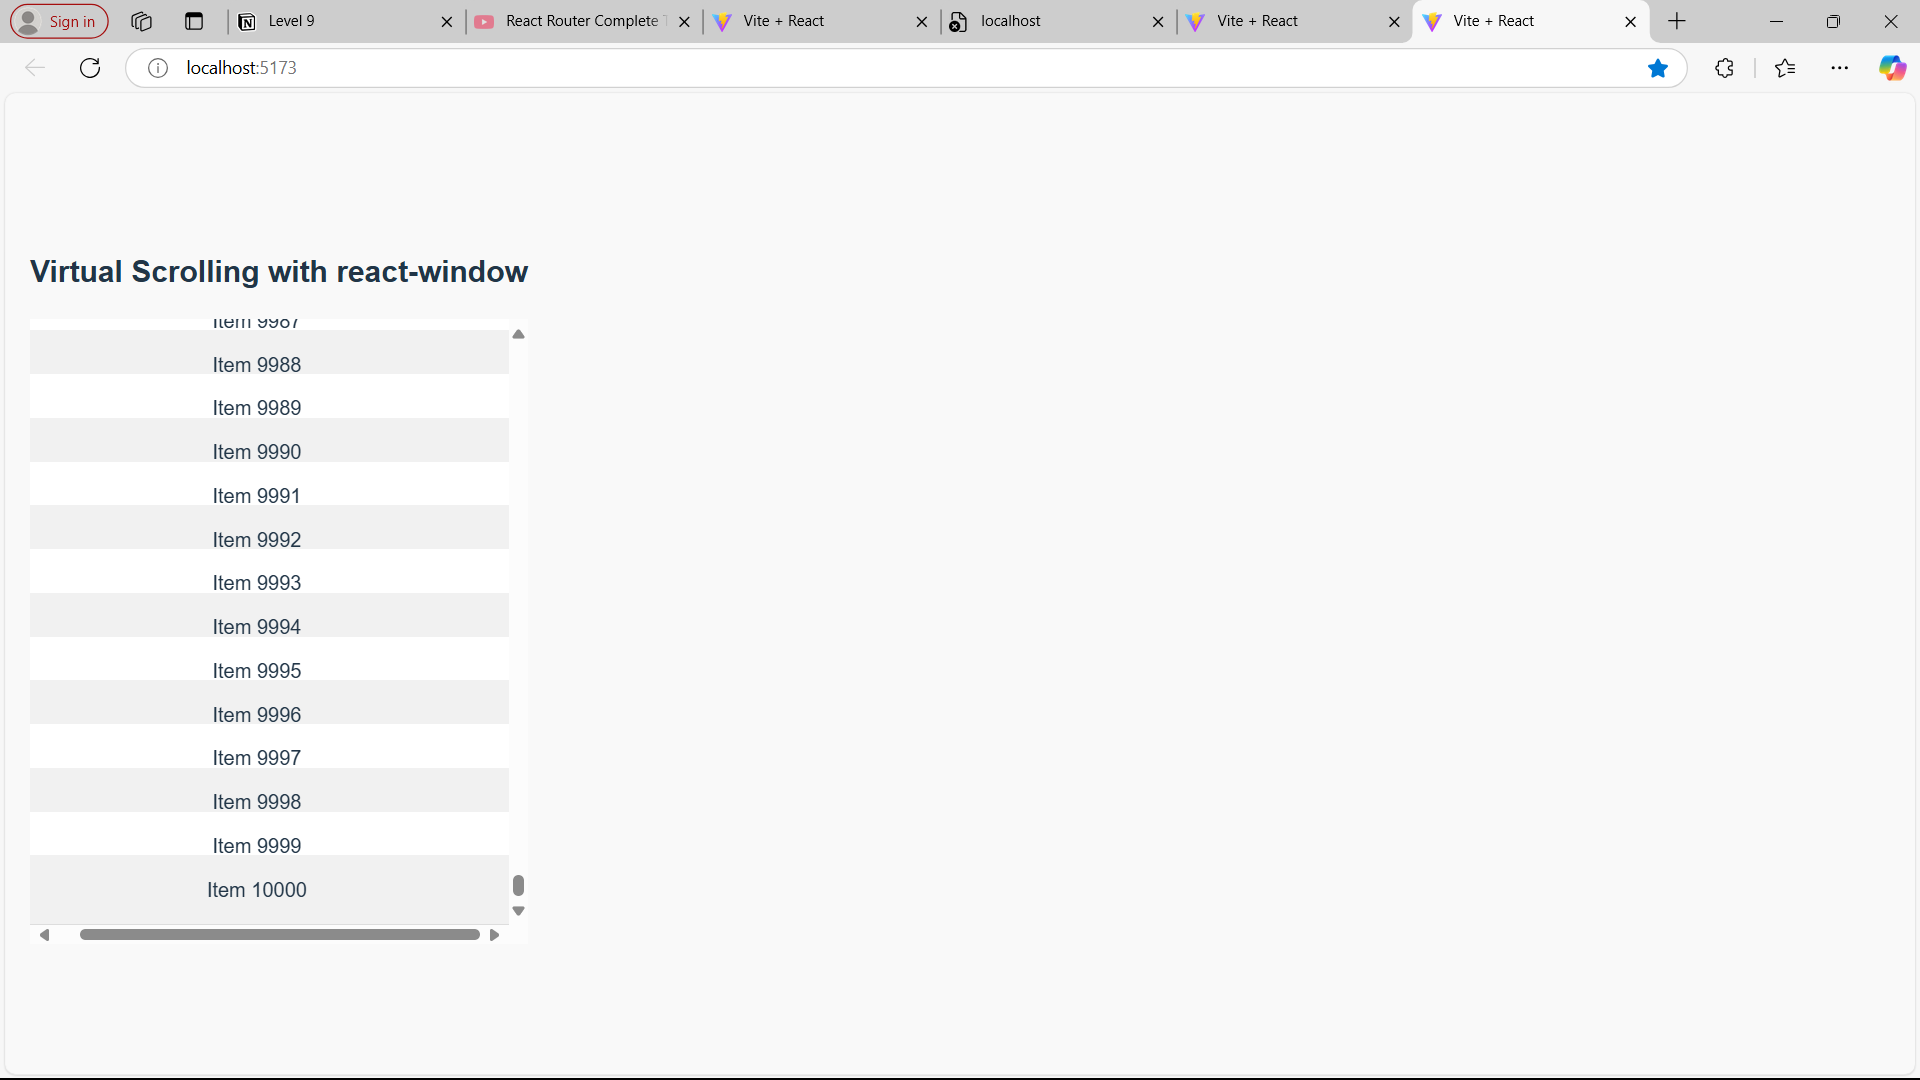 Sign in
Level 9
React Router Complete
Vite + React
localhost
Vite + React
Vite + React
localhost:5173
Virtual Scrolling with react-window
Item 9987
Item 9988
Item 9989
Item 9990
Item 9991
Item 9992
Item 9993
Item 9994
Item 9995
Item 9996
Item 9997
Item 9998
Item 9999
Item 10000